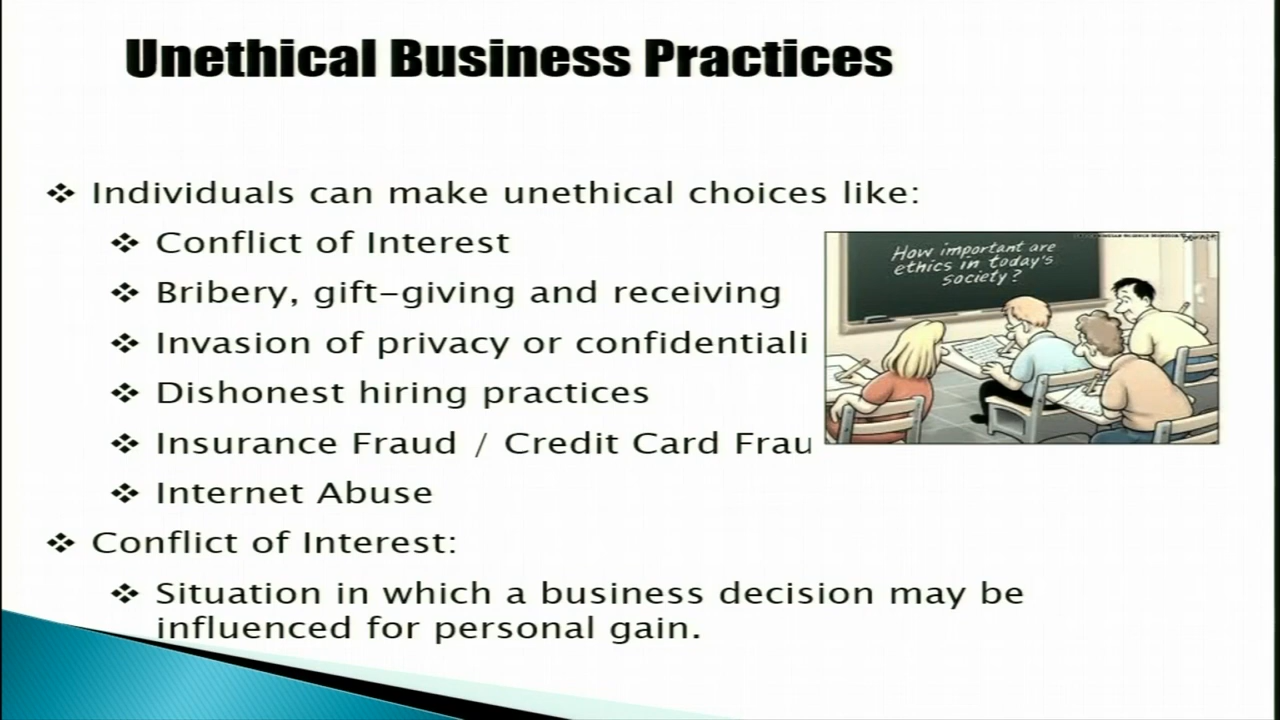 Unethical Business Practices
❖ Individuals can make unethical choices like:
❖ Conflict of Interest
❖ Bribery, gift-giving and receiving
❖ Invasion of privacy or confidentiali
❖ Dishonest hiring practices
❖ Insurance Fraud / Credit Card Frau
❖ Internet Abuse
❖ Conflict of Interest:
❖ Situation in which a business decision may be
influenced for personal gain.
How important are
ethics in today's
society?